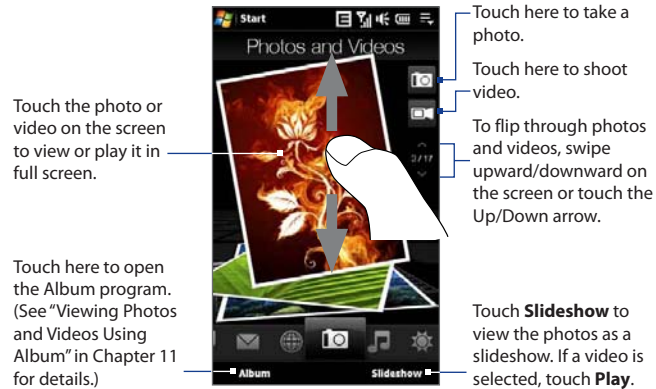 Start
Photos and Videos
Touch here to take a
photo.
Touch here to shoot
video.
Touch the photo or
video on the screen
to view or play it in
full screen.
To flip through photos
and videos, swipe
upward/downward on
the screen or touch the
Up/Down arrow.
3/17
Touch here to open
the Album program.
(See “Viewing Photos
and Videos Using
Album” in Chapter 11
for details.)
Touch Slideshow to
view the photos as a
slideshow. If a video is
selected, touch Play.
Album
Slideshow